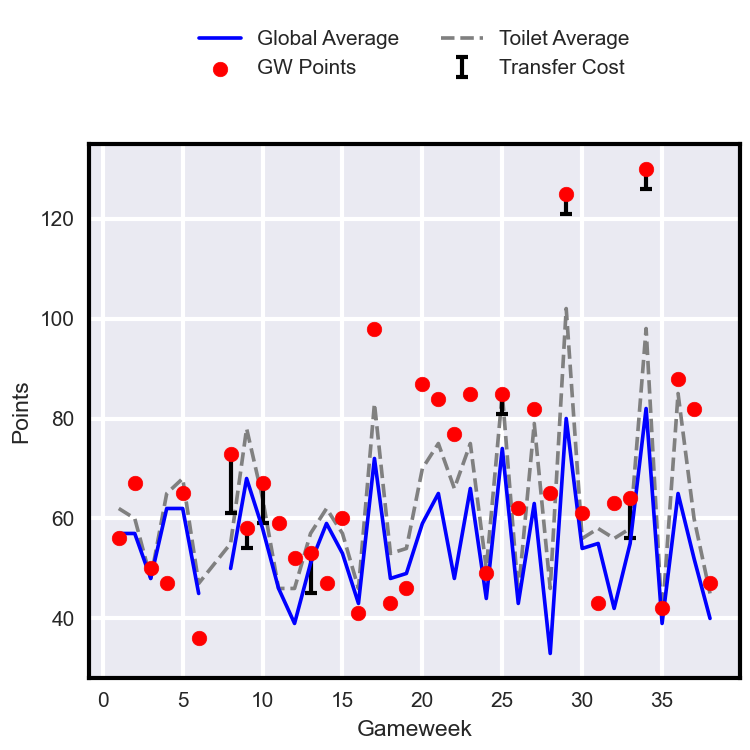 Global Average
Toilet Average
GW Points
Transfer Cost
120
100
80
60
40
Points
0 5 10 15 20 25 30 35
Gameweek